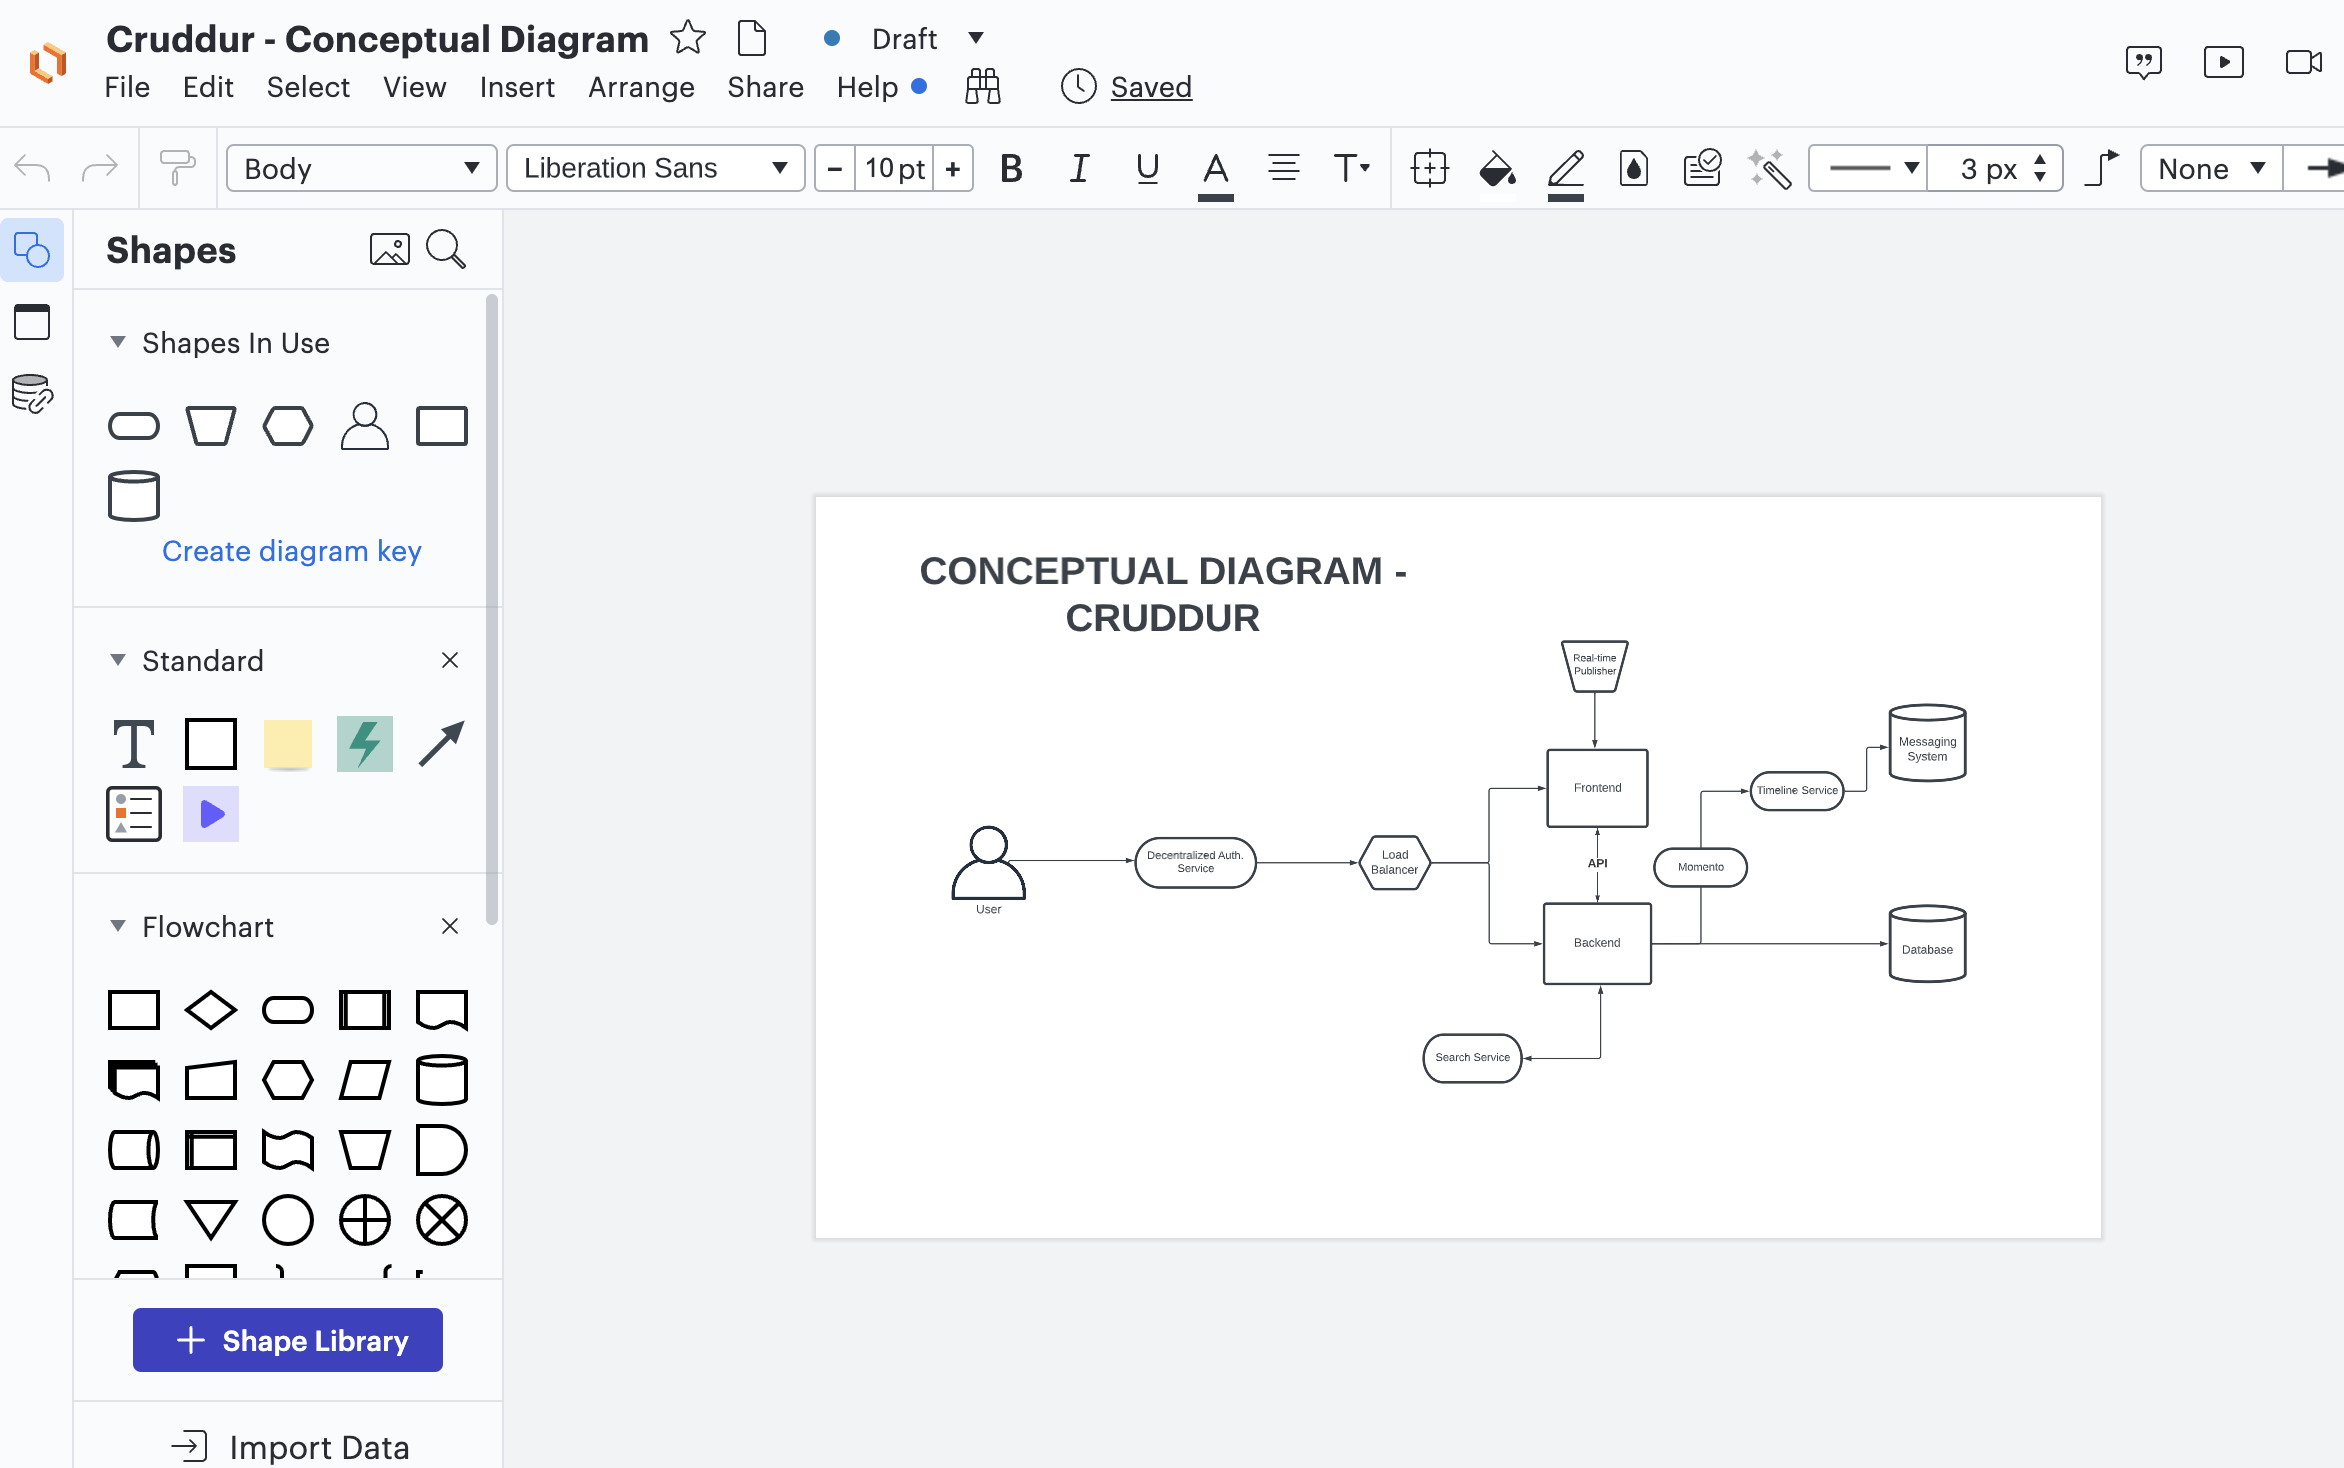 Cruddur - Conceptual Diagram
Draft
File Edit Select View Insert Arrange Share Help
Saved
Body
Liberation Sans
10 pt
B I U A T
3 px
None
Shapes
Shapes In Use
Create diagram key
Standard
T
Flowchart
Shape Library
Import Data
CONCEPTUAL DIAGRAM -
CRUDDUR
Real-time
Publisher
Messaging
System
Frontend
Timeline Service
Decentralized Auth.
Service
Load
Balancer
API
Momento
User
Backend
Database
Search Service